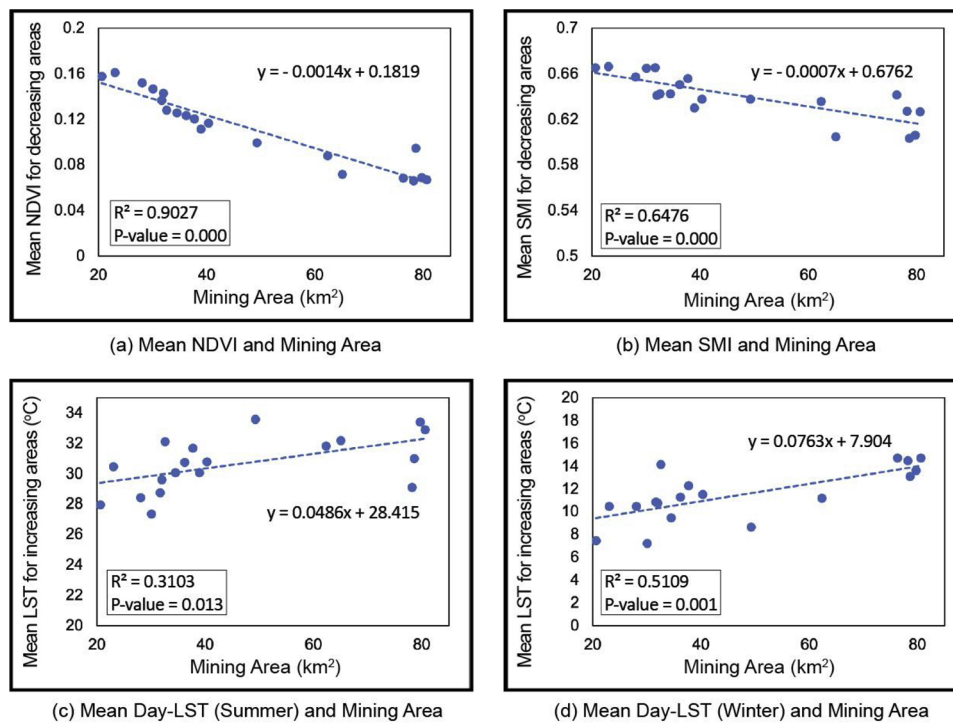 Mean NDVI for decreasing areas
0.2
0.16
0.12
0.08
0.04
0
y = - 0.0014x + 0.1819
R² = 0.9027
P-value = 0.000
20 40 60 80
Mining Area (km²)
(a) Mean NDVI and Mining Area
Mean SMI for decreasing areas
0.7
0.66
0.62
0.58
0.54
0.5
y = -0.0007x + 0.6762
R² = 0.6476
P-value = 0.000
20 40 60 80
Mining Area (km²)
(b) Mean SMI and Mining Area
Mean LST for increasing areas (°C)
34
32
30
28
26
24
22
20
y = 0.0486x + 28.415
R² = 0.3103
P-value = 0.013
20 40 60 80
Mining Area (km²)
(c) Mean Day-LST (Summer) and Mining Area
Mean LST for increasing areas (°C)
20
18
16
14
12
10
8
6
4
2
0
y = 0.0763x + 7.904
R² = 0.5109
P-value = 0.001
20 40 60 80
Mining Area (km²)
(d) Mean Day-LST (Winter) and Mining Area